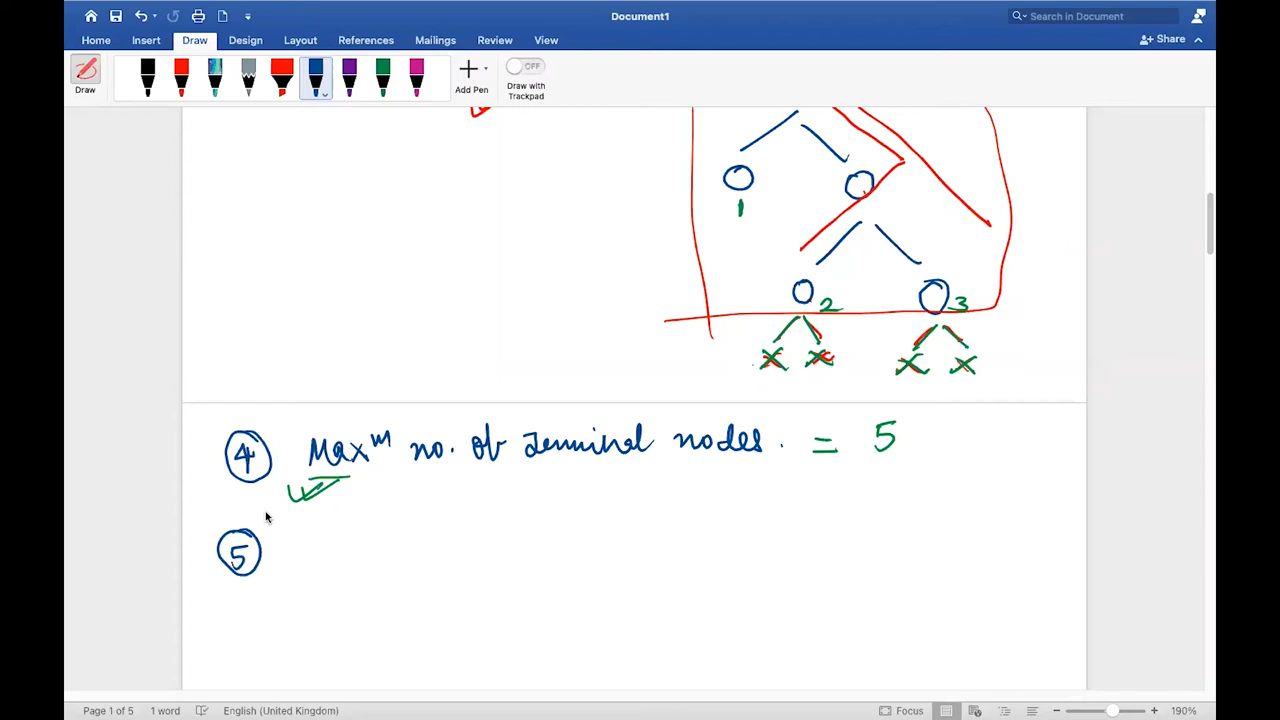 Document1
Search in Document
Home Insert Draw Design Layout References Mailings Review View
Share
OFF
Draw
Add Pen
Draw with
Trackpad
1
2 3
x x x x
4 Maxᵐ no. of Terminal nodes. = 5
5
Page 1 of 5 1 word English (United Kingdom) Focus 190%